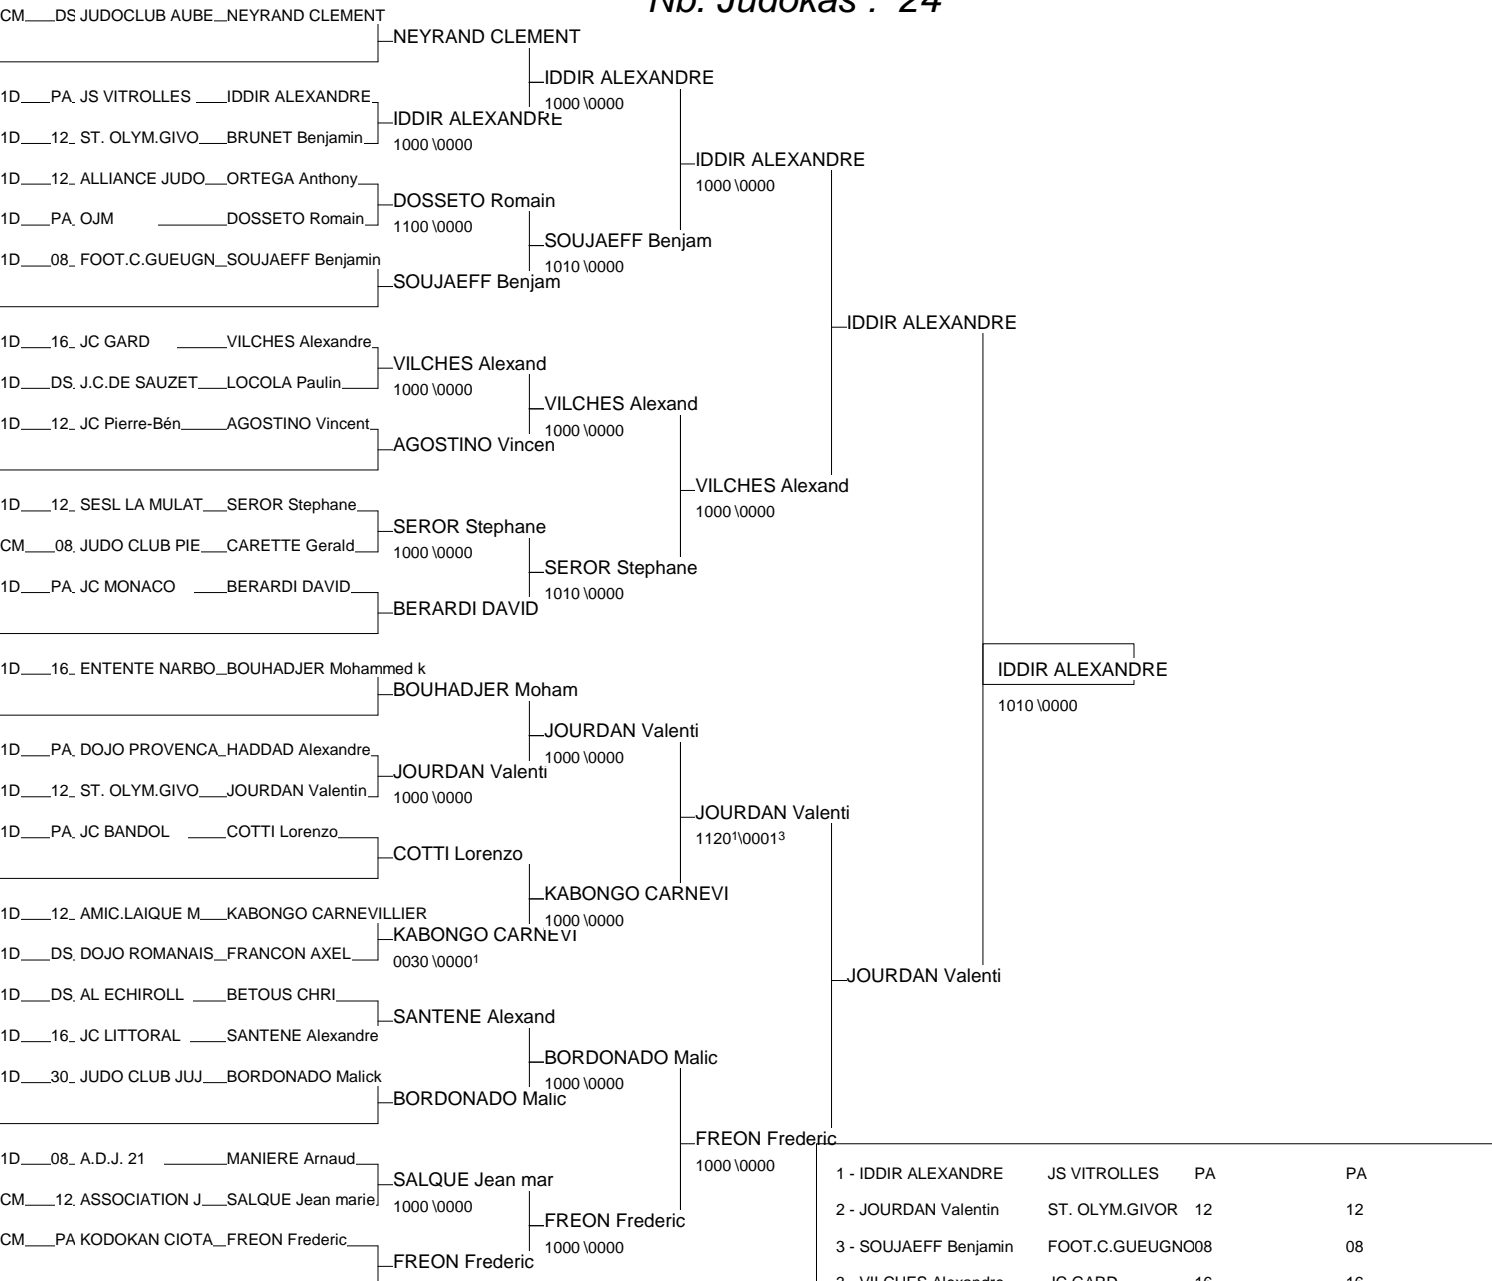 Nb. Judokas : 24
CM DS JUDOCLUB AUBE NEYRAND CLEMENT
NEYRAND CLEMENT
IDDIR ALEXANDRE
1000 \0000
1D PA JS VITROLLES IDDIR ALEXANDRE
IDDIR ALEXANDRE
1000 \0000
1D 12 ST. OLYM.GIVO BRUNET Benjamin
IDDIR ALEXANDRE
1000 \0000
1D 12 ALLIANCE JUDO ORTEGA Anthony
DOSSETO Romain
1100 \0000
1D PA OJM DOSSETO Romain
SOUJAEFF Benjam
1010 \0000
1D 08 FOOT.C.GUEUGN SOUJAEFF Benjamin
SOUJAEFF Benjam
IDDIR ALEXANDRE
1D 16 JC GARD VILCHES Alexandre
VILCHES Alexand
1000 \0000
1D DS J.C.DE SAUZET LOCOLA Paulin
VILCHES Alexand
1000 \0000
1D 12 JC Pierre-Bén AGOSTINO Vincent
AGOSTINO Vincen
VILCHES Alexand
1000 \0000
1D 12 SESL LA MULAT SEROR Stephane
SEROR Stephane
1000 \0000
CM 08 JUDO CLUB PIE CARETTE Gerald
SEROR Stephane
1010 \0000
1D PA JC MONACO BERARDI DAVID
BERARDI DAVID
IDDIR ALEXANDRE
1010 \0000
1D 16 ENTENTE NARBO BOUHADJER Mohammed k
BOUHADJER Moham
JOURDAN Valenti
1000 \0000
1D PA DOJO PROVENCA HADDAD Alexandre
JOURDAN Valenti
1000 \0000
1D 12 ST. OLYM.GIVO JOURDAN Valentin
JOURDAN Valenti
1120¹\0001³
1D PA JC BANDOL COTTI Lorenzo
COTTI Lorenzo
KABONGO CARNEVI
1000 \0000
1D 12 AMIC.LAIQUE M KABONGO CARNEVILLIER
KABONGO CARNEVI
0030 \0000¹
1D DS DOJO ROMANAIS FRANCON AXEL
JOURDAN Valenti
1D DS AL ECHIROLL BETOUS CHRI
SANTENE Alexand
1D 16 JC LITTORAL SANTENE Alexandre
BORDONADO Malic
1000 \0000
1D 30 JUDO CLUB JUJ BORDONADO Malick
BORDONADO Malic
FREON Frederic
1000 \0000
1D 08 A.D.J. 21 MANIERE Arnaud
SALQUE Jean mar
1000 \0000
CM 12 ASSOCIATION J SALQUE Jean marie
FREON Frederic
1000 \0000
CM PA KODOKAN CIOTA FREON Frederic
FREON Frederic
1 - IDDIR ALEXANDRE JS VITROLLES PA PA
2 - JOURDAN Valentin ST. OLYM.GIVOR 12 12
3 - SOUJAEFF Benjamin FOOT.C.GUEUGNO 08 08
3 - VILCHES Alexandre JC GARD 16 16